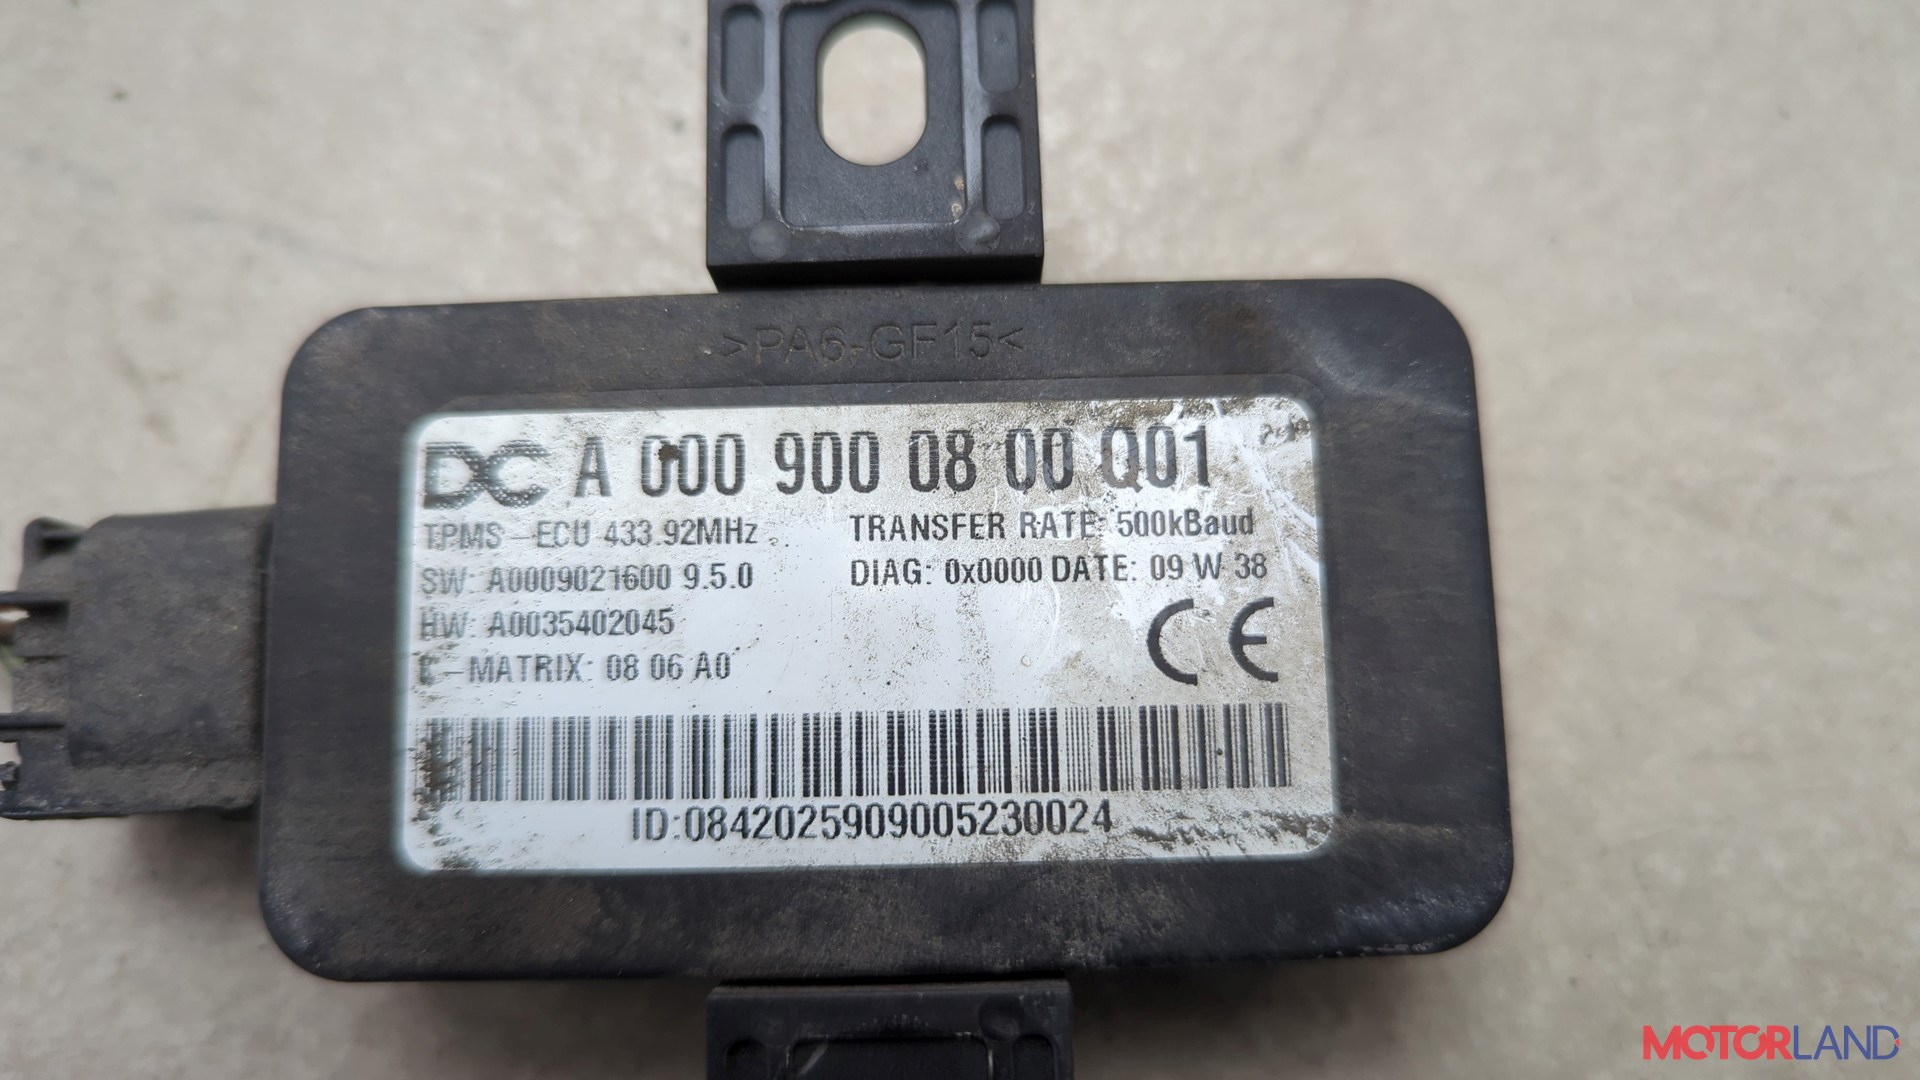 >PA6-GF15<
DC A 000 900 08 00 Q01
TPMS-ECU 433.92MHz TRANSFER RATE: 500kBaud
SW: A0009021600 9.5.0 DIAG: 0x0000 DATE: 09 W 38
HW: A0035402045
E-MATRIX: 08 06 A0
CE
ID:0842025909005230024
MOTORLAND